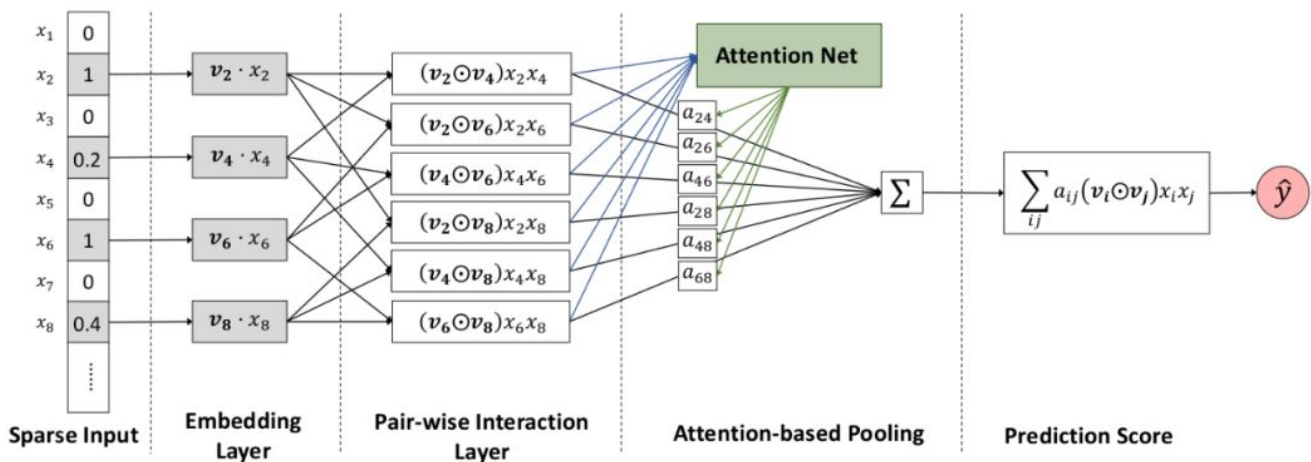 x₁ 0
x₂ 1
x₃ 0
x₄ 0.2
x₅ 0
x₆ 1
x₇ 0
x₈ 0.4
......
Sparse Input
v₂ · x₂
v₄ · x₄
v₆ · x₆
v₈ · x₈
Embedding
Layer
(v₂⊙v₄)x₂x₄
(v₂⊙v₆)x₂x₆
(v₄⊙v₆)x₄x₆
(v₂⊙v₈)x₂x₈
(v₄⊙v₈)x₄x₈
(v₆⊙v₈)x₆x₈
Pair-wise Interaction
Layer
Attention Net
a₂₄
a₂₆
a₄₆
a₂₈
a₄₈
a₆₈
∑
Attention-based Pooling
∑ᵢⱼ aᵢⱼ(vᵢ⊙vⱼ)xᵢxⱼ
ŷ
Prediction Score